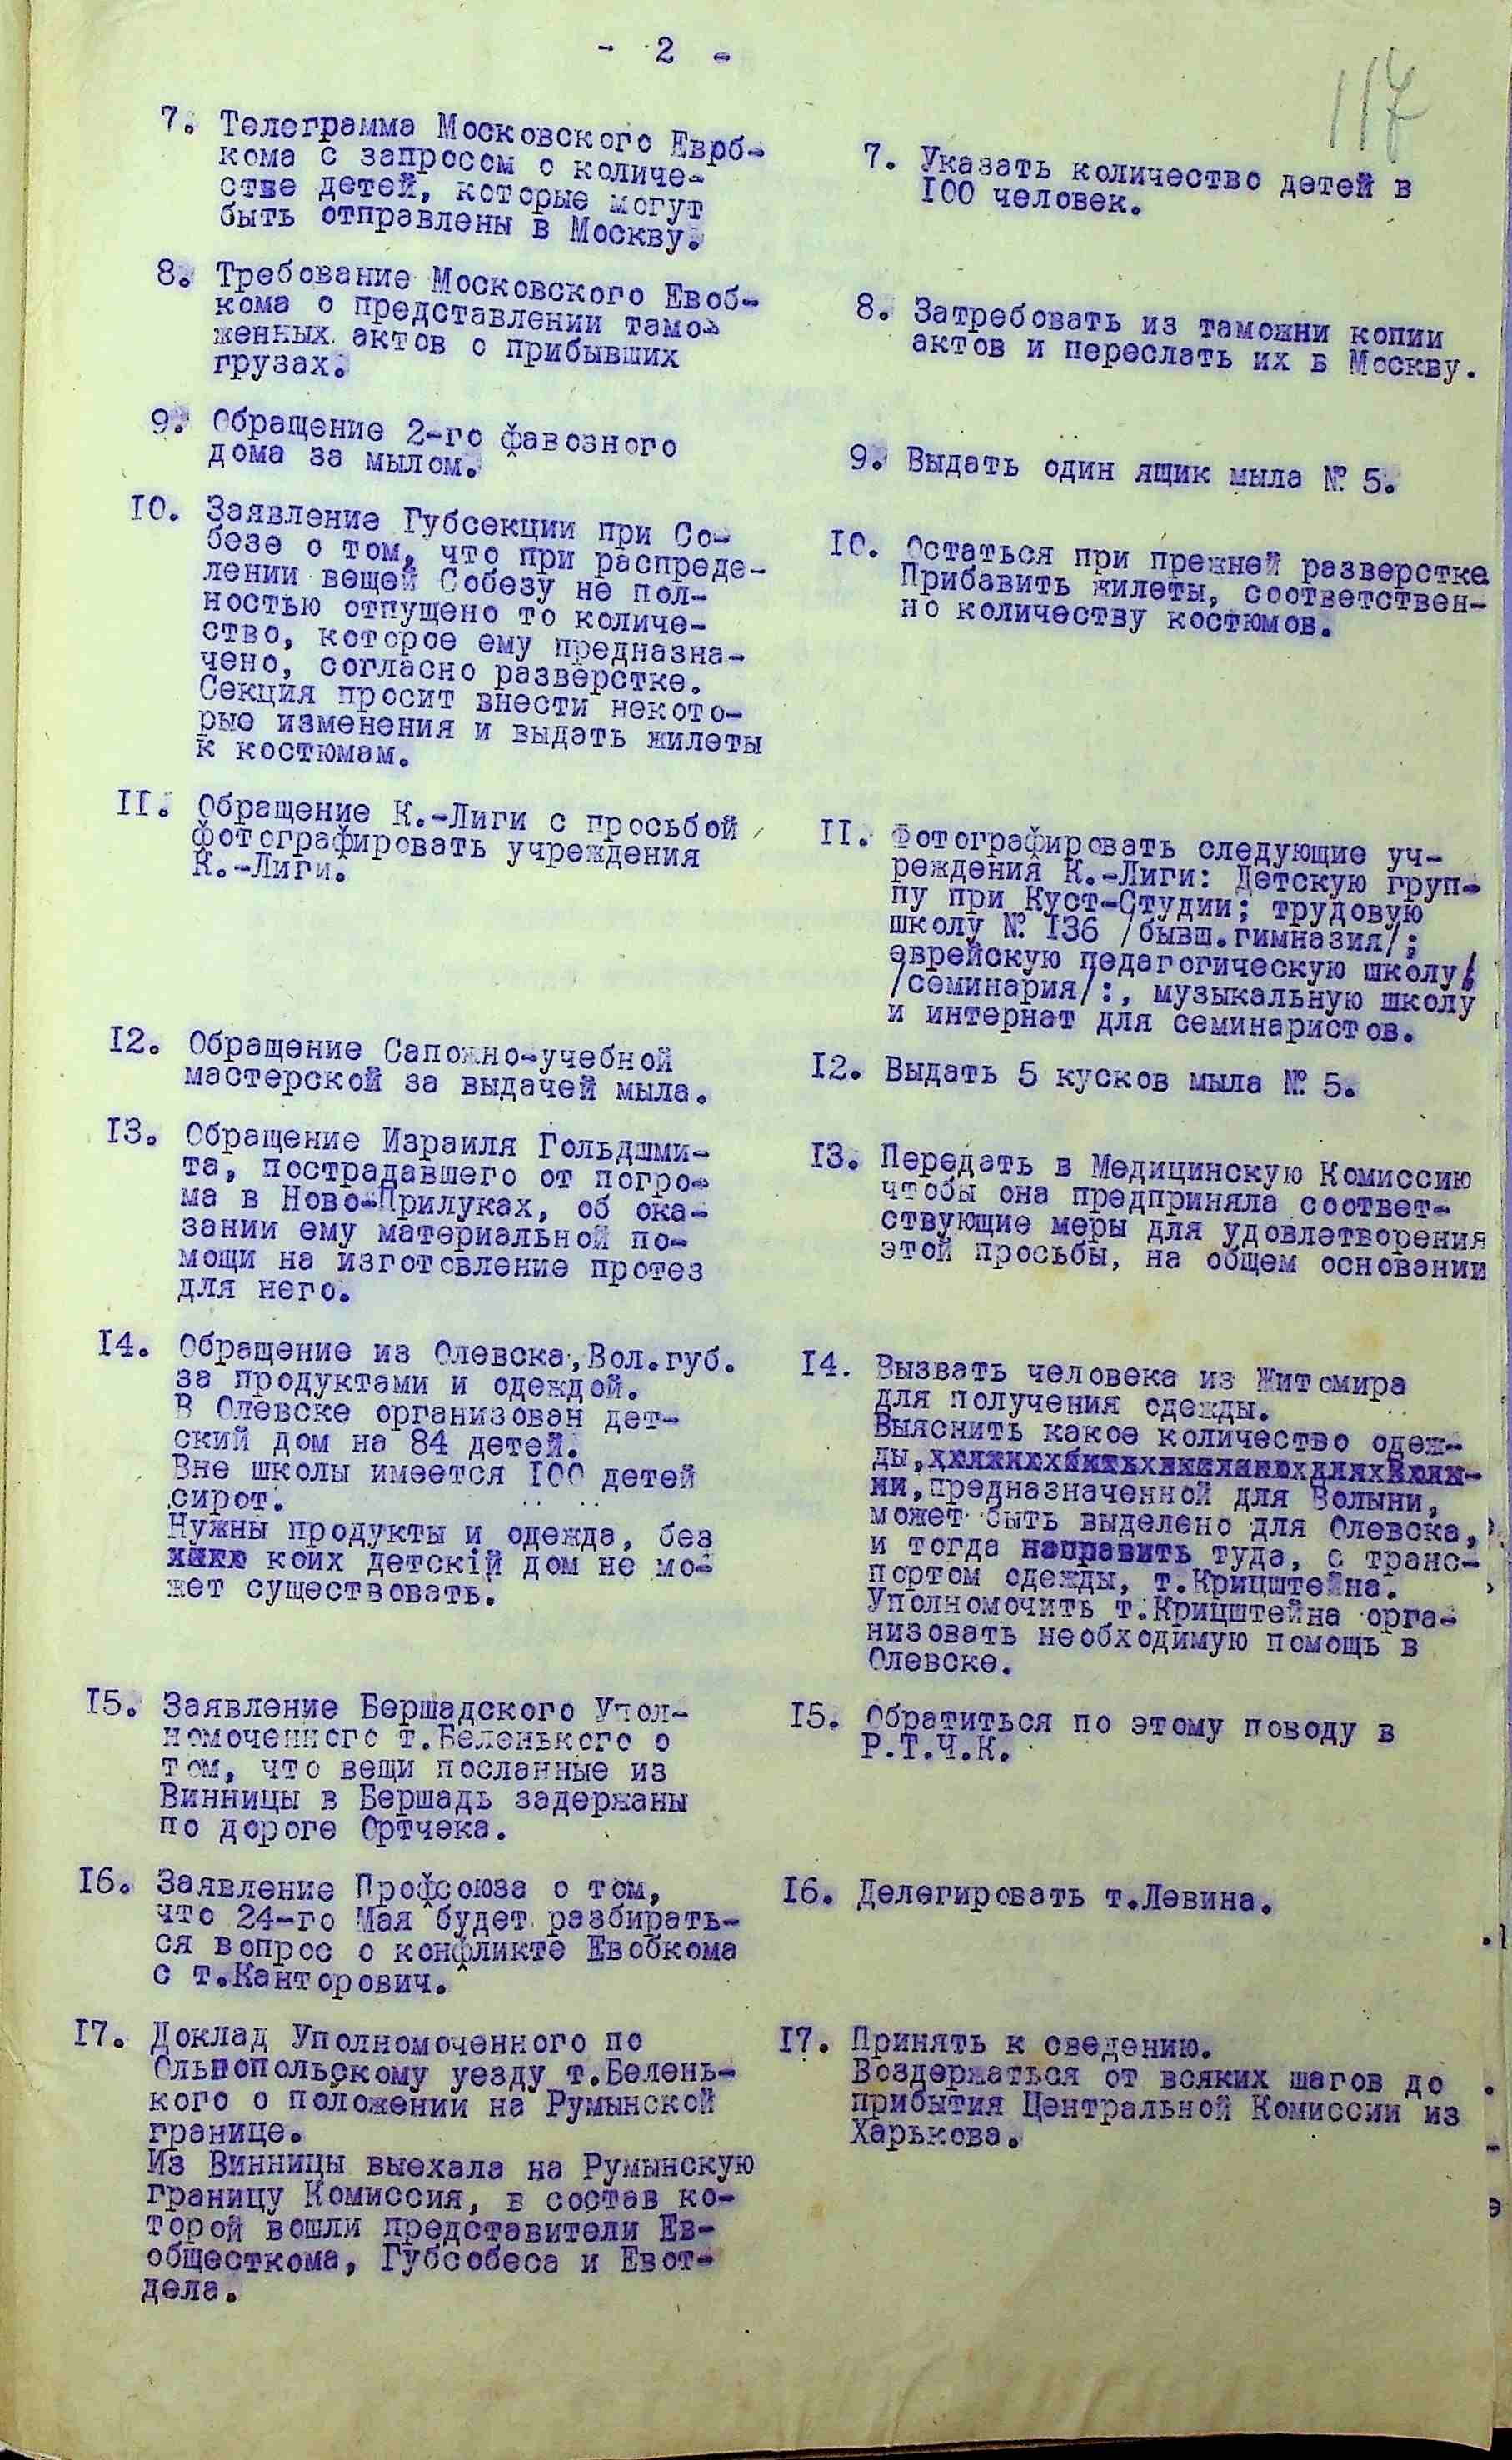 - 2 -
117
7. Телеграмма Московского Еврб-
кома с запросом о количе-
стве детей, которые могут
быть отправлены в Москву.
7. Указать количество детей в
100 человек.
8. Требование Московского Евоб-
кома о представлении тамо-
женных актов о прибывших
грузах.
8. Затребовать из таможни копии
актов и переслать их в Москву.
9. Обращение 2-го фавозного
дома за мылом.
9. Выдать один ящик мыла № 5.
10. Заявление Губсекции при Со-
безе о том, что при распреде-
лении вещей Собезу не пол-
ностью отпущено то количе-
ство, которое ему предназна-
чено, согласно разверстке.
Секция просит внести некото-
рые изменения и выдать жилеты
к костюмам.
10. Остаться при прежней разверстке
Прибавить жилеты, соответствен-
но количеству костюмов.
11. Обращение К.-Лиги с просьбой
фотографировать учреждения
К.-Лиги.
11. Фотографировать следующие уч-
реждения К.-Лиги: Детскую груп-
пу при Куст-Студии; трудовую
школу № 136 /бывш.гимназия/;
еврейскую педагогическую школу
/семинария/:, музыкальную школу
и интернат для семинаристов.
12. Обращение Сапожно-учебной
мастерской за выдачей мыла.
12. Выдать 5 кусков мыла № 5.
13. Обращение Израиля Гольдшми-
та, пострадавшего от погро-
ма в Ново-Прилуках, об ока-
зании ему материальной по-
мощи на изготовление протез
для него.
13. Передать в Медицинскую Комиссию
чтобы она предприняла соответ-
ствующие меры для удовлетворения
этой просьбы, на общем основании
14. Обращение из Олевска,Вол.губ.
за продуктами и одеждой.
В Олевске организован дет-
ский дом на 84 детей.
Вне школы имеется 100 детей
сирот.
Нужны продукты и одежда, без
коих детскій дом не мо-
жет существовать.
14. Вызвать человека из Житомира
для получения одежды.
Выяснить какое количество одеж-
ды,
ни,предназначенной для Волыни,
может быть выделено для Олевска,
и тогда направить туда, с транс-
портом одежды, т.Крицштейна.
Уполномочить т.Крицштейна орга-
низовать необходимую помощь в
Олевске.
15. Заявление Бершадского Упол-
номоченного т.Беленького о
том, что вещи посланные из
Винницы в Бершадь задержаны
по дороге Ортчека.
15. Обратиться по этому поводу в
Р.Т.Ч.К.
16. Заявление Профсоюза о том,
что 24-го Мая будет разбирать-
ся вопрос о конфликте Евобкома
с т.Канторович.
16. Делегировать т.Левина.
17. Доклад Уполномоченного по
Ольвопольскому уезду т.Белень-
кого о положении на Румынской
границе.
Из Винницы выехала на Румынскую
границу Комиссия, в состав ко-
торой вошли представители Ев-
общесткома, Губсобеса и Евот-
дела.
17. Принять к сведению.
Воздержаться от всяких шагов до
прибытия Центральной Комиссии из
Харькова.